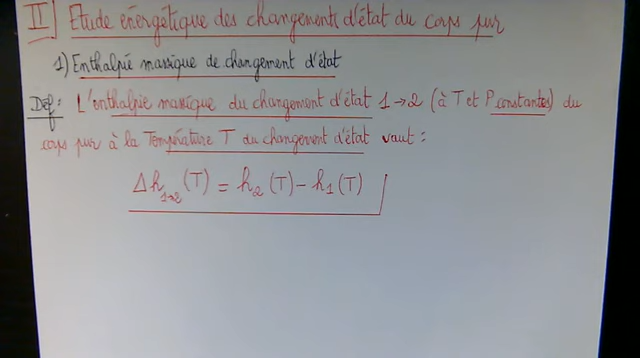 II Etude énergétique des changements d'état du corps pur
1) Enthalpie massique de changement d'état
Déf: L'enthalpie massique du changement d'état 1→2 (à T et P constantes) du
corps pur à la Température T du changement d'état vaut :
Δh₁→₂ (T) = h₂ (T) - h₁ (T)